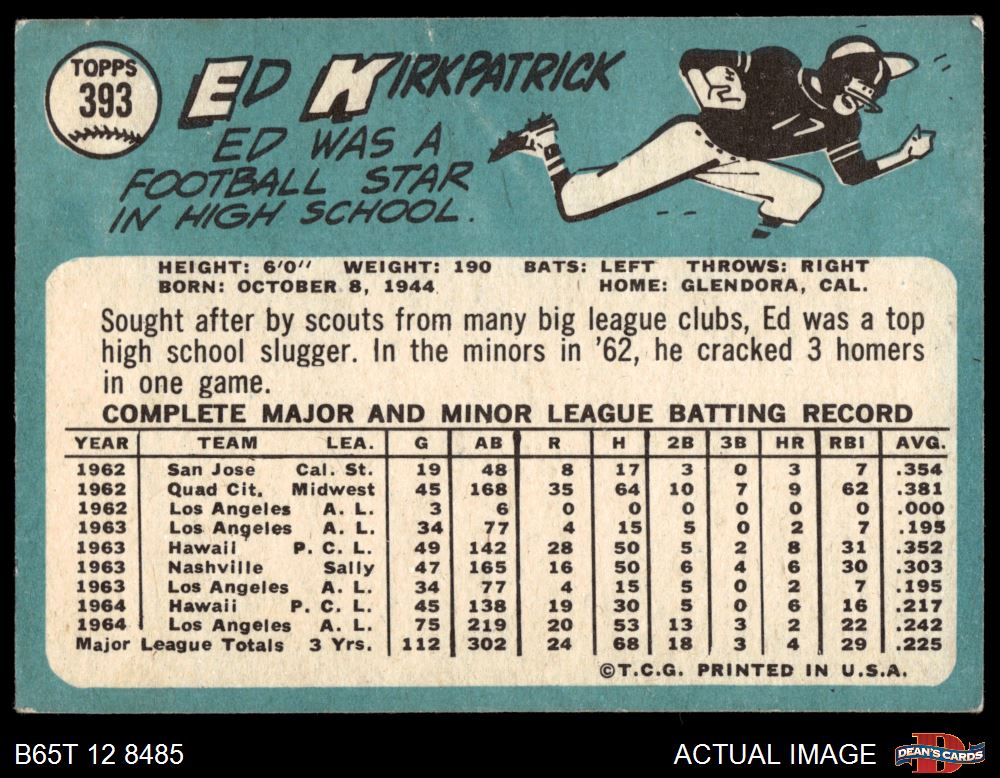 TOPPS
393
ED KIRKPATRICK
ED WAS A
FOOTBALL STAR
IN HIGH SCHOOL.
HEIGHT: 6'0" WEIGHT: 190 BATS: LEFT THROWS: RIGHT
BORN: OCTOBER 8, 1944 HOME: GLENDORA, CAL.
Sought after by scouts from many big league clubs, Ed was a top
high school slugger. In the minors in '62, he cracked 3 homers
in one game.
COMPLETE MAJOR AND MINOR LEAGUE BATTING RECORD
YEAR TEAM LEA. G AB R H 2B 3B HR RBI AVG.
1962 San Jose Cal. St. 19 48 8 17 3 0 3 7 .354
1962 Quad Cit. Midwest 45 168 35 64 10 7 9 62 .381
1962 Los Angeles A. L. 3 6 0 0 0 0 0 0 .000
1963 Los Angeles A. L. 34 77 4 15 5 0 2 7 .195
1963 Hawaii P. C. L. 49 142 28 50 5 2 8 31 .352
1963 Nashville Sally 47 165 16 50 6 4 6 30 .303
1963 Los Angeles A. L. 34 77 4 15 5 0 2 7 .195
1964 Hawaii P. C. L. 45 138 19 30 5 0 6 16 .217
1964 Los Angeles A. L. 75 219 20 53 13 3 2 22 .242
Major League Totals 3 Yrs. 112 302 24 68 18 3 4 29 .225
©T.C.G. PRINTED IN U.S.A.
B65T 12 8485
ACTUAL IMAGE
DEAN'S CARDS